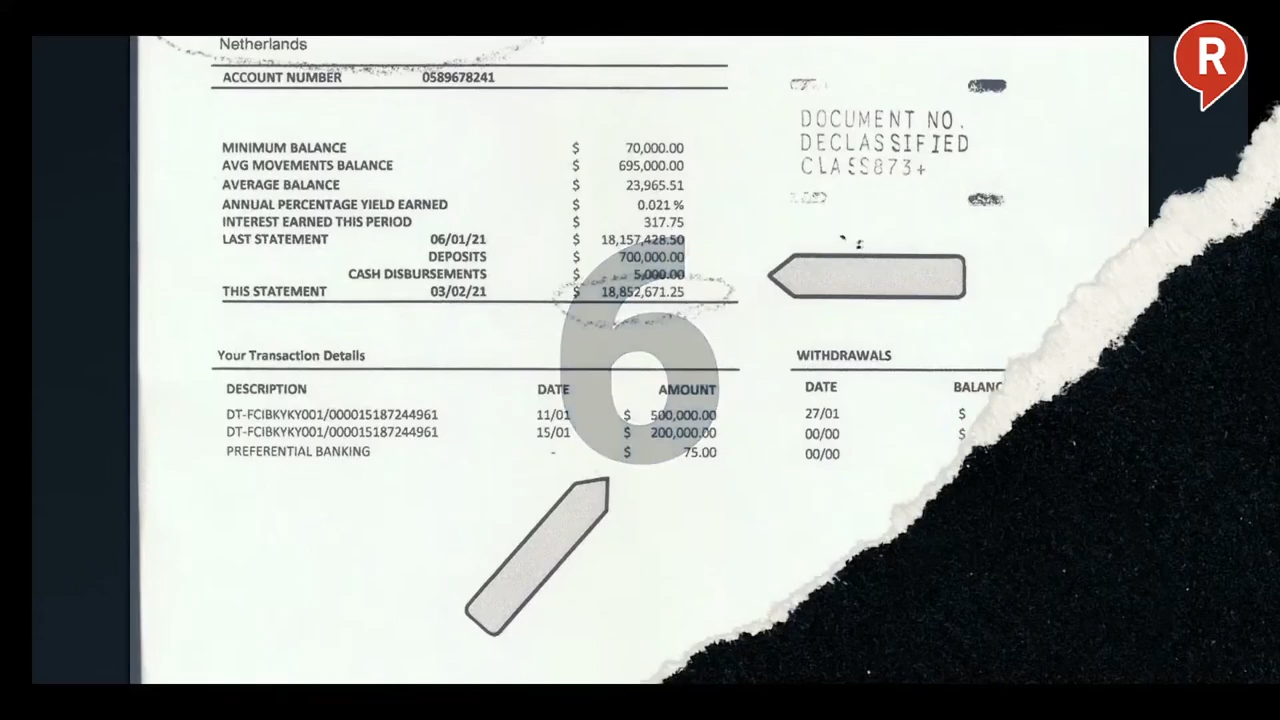 Netherlands
ACCOUNT NUMBER 0589678241
DOCUMENT NO.
DECLASSIFIED
CLASS873+
MINIMUM BALANCE $ 70,000.00
AVG MOVEMENTS BALANCE $ 695,000.00
AVERAGE BALANCE $ 23,965.51
ANNUAL PERCENTAGE YIELD EARNED $ 0.021 %
INTEREST EARNED THIS PERIOD $ 317.75
LAST STATEMENT 06/01/21 $ 18,157,428.50
DEPOSITS $ 700,000.00
CASH DISBURSEMENTS $ 5,000.00
THIS STATEMENT 03/02/21 $ 18,852,671.25
6
Your Transaction Details
DESCRIPTION DATE AMOUNT
DT-FCIBKYKY001/000015187244961 11/01 $ 500,000.00
DT-FCIBKYKY001/000015187244961 15/01 $ 200,000.00
PREFERENTIAL BANKING - $ 75.00
WITHDRAWALS
DATE BALANC
27/01 $
00/00 $
00/00
R